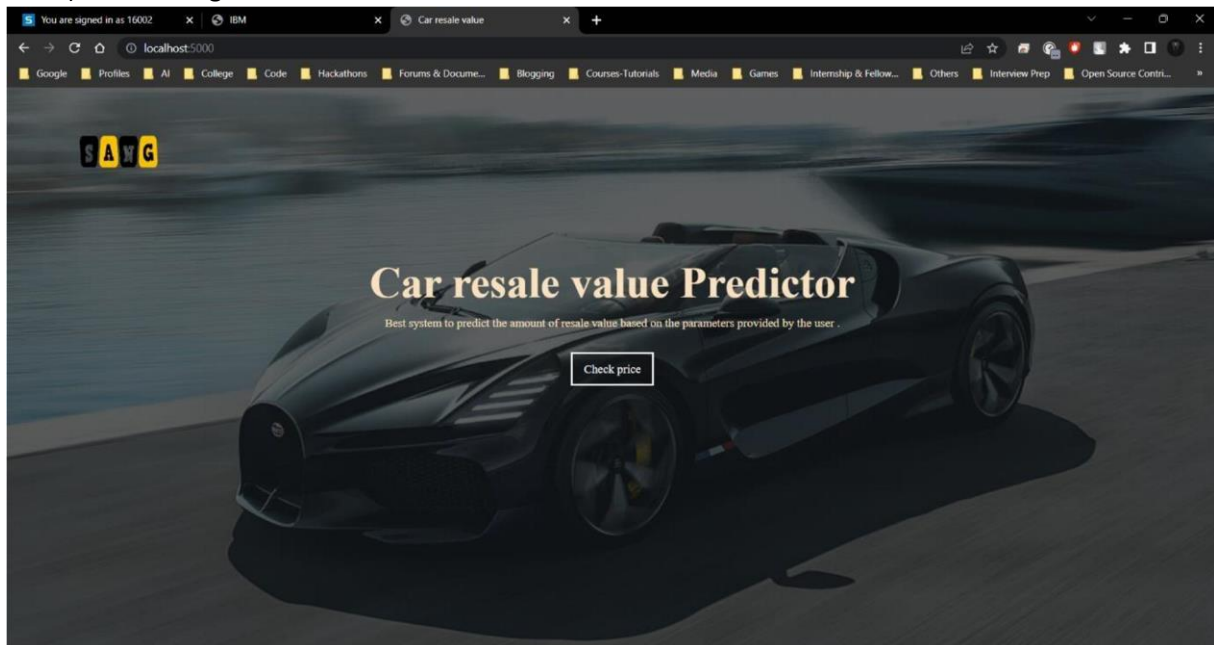 You are signed in as 16002
IBM
Car resale value
localhost:5000
Google
Profiles
AI
College
Code
Hackathons
Forums & Docume...
Blogging
Courses-Tutorials
Media
Games
Internship & Fellow...
Others
Interview Prep
Open Source Contri...
SANG
Car resale value Predictor
Best system to predict the amount of resale value based on the parameters provided by the user .
Check price